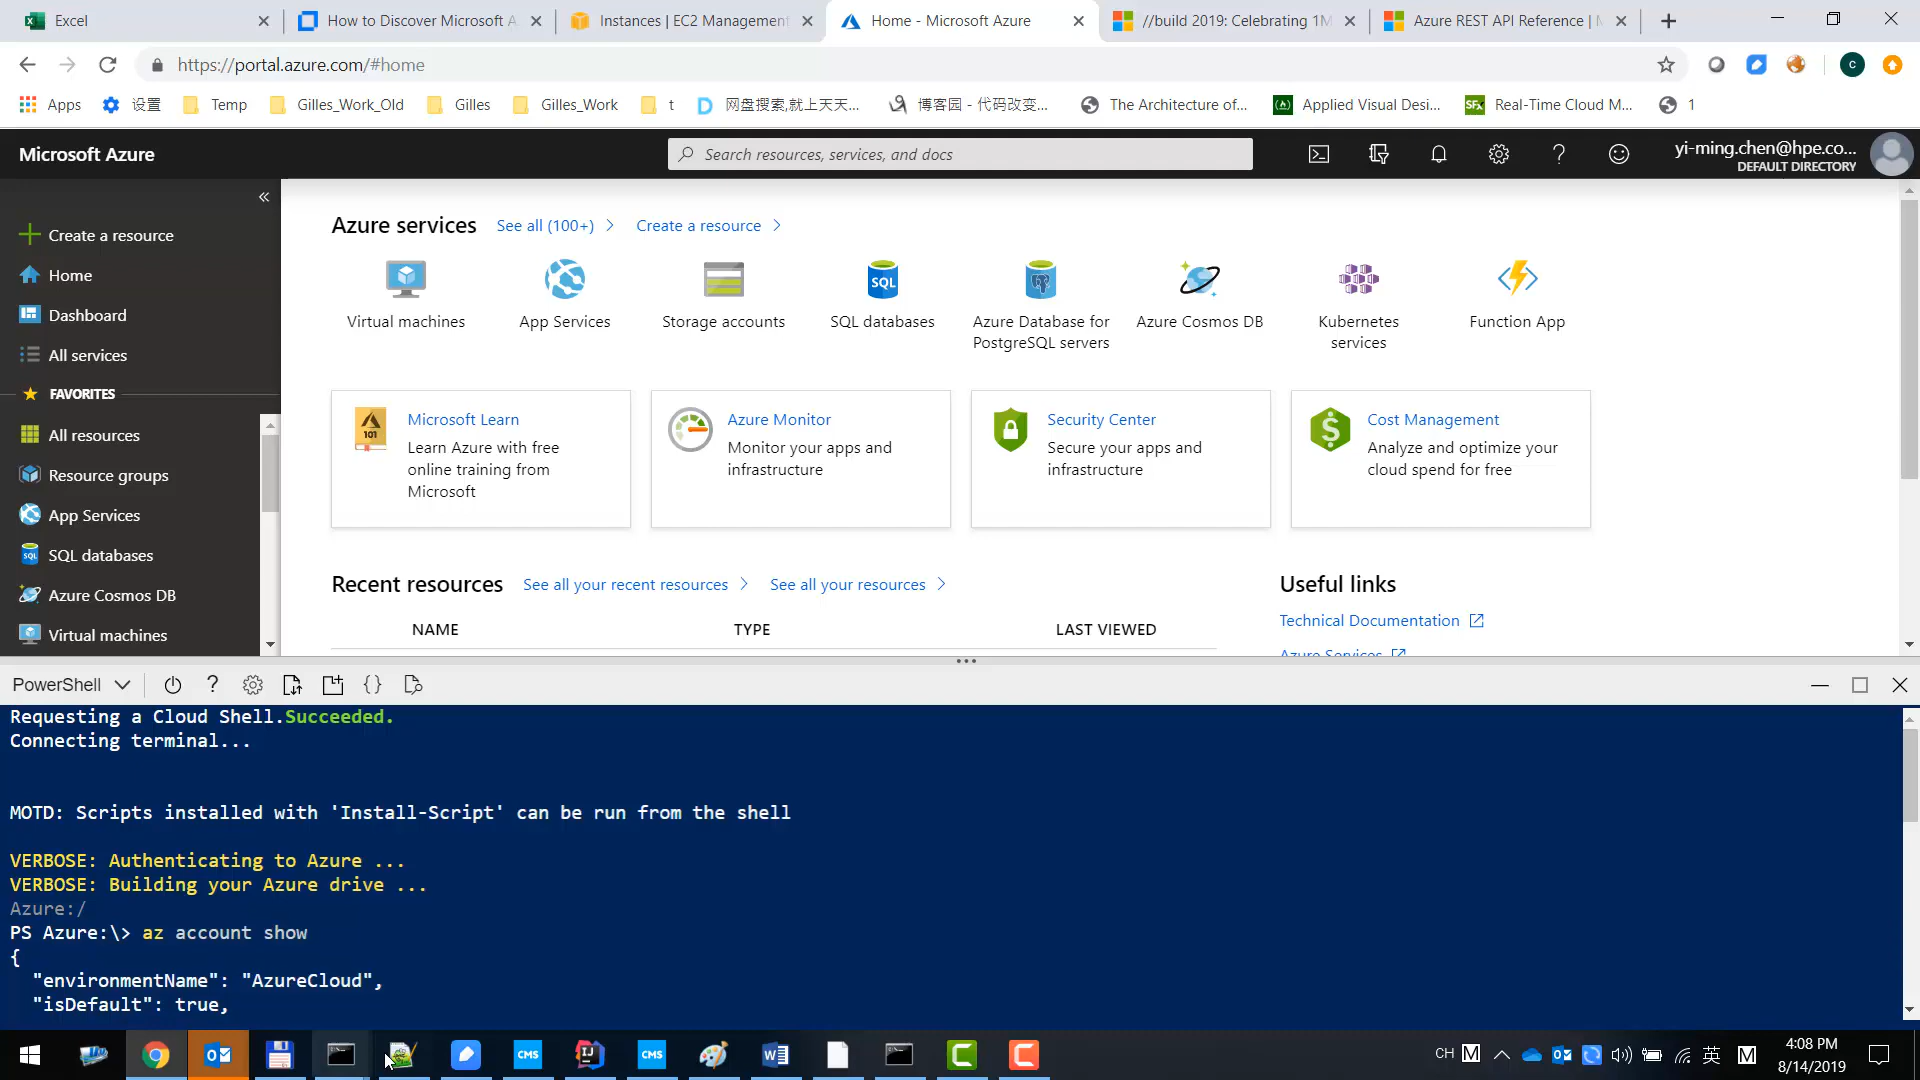 Excel
How to Discover Microsoft A
Instances | EC2 Management
Home - Microsoft Azure
//build 2019: Celebrating 1M
Azure REST API Reference | M
https://portal.azure.com/#home
C
Apps
设置
Temp
Gilles_Work_Old
Gilles
Gilles_Work
t
网盘搜索,就上天天...
博客园 - 代码改变...
The Architecture of...
Applied Visual Desi...
Real-Time Cloud M...
1
Microsoft Azure
Search resources, services, and docs
yi-ming.chen@hpe.co...
DEFAULT DIRECTORY
Create a resource
Home
Dashboard
All services
FAVORITES
All resources
Resource groups
App Services
SQL databases
Azure Cosmos DB
Virtual machines
Azure services
See all (100+)
Create a resource
Virtual machines
App Services
Storage accounts
SQL
SQL databases
Azure Database for
PostgreSQL servers
Azure Cosmos DB
Kubernetes
services
Function App
101
Microsoft Learn
Learn Azure with free
online training from
Microsoft
Azure Monitor
Monitor your apps and
infrastructure
Security Center
Secure your apps and
infrastructure
Cost Management
Analyze and optimize your
cloud spend for free
Recent resources
See all your recent resources
See all your resources
NAME
TYPE
LAST VIEWED
Useful links
Technical Documentation
Azure Services
PowerShell
Requesting a Cloud Shell.Succeeded.
Connecting terminal...
MOTD: Scripts installed with 'Install-Script' can be run from the shell
VERBOSE: Authenticating to Azure ...
VERBOSE: Building your Azure drive ...
Azure:/
PS Azure:\> az account show
{
"environmentName": "AzureCloud",
"isDefault": true,
CMS
CMS
CH
M
英
M
4:08 PM
8/14/2019